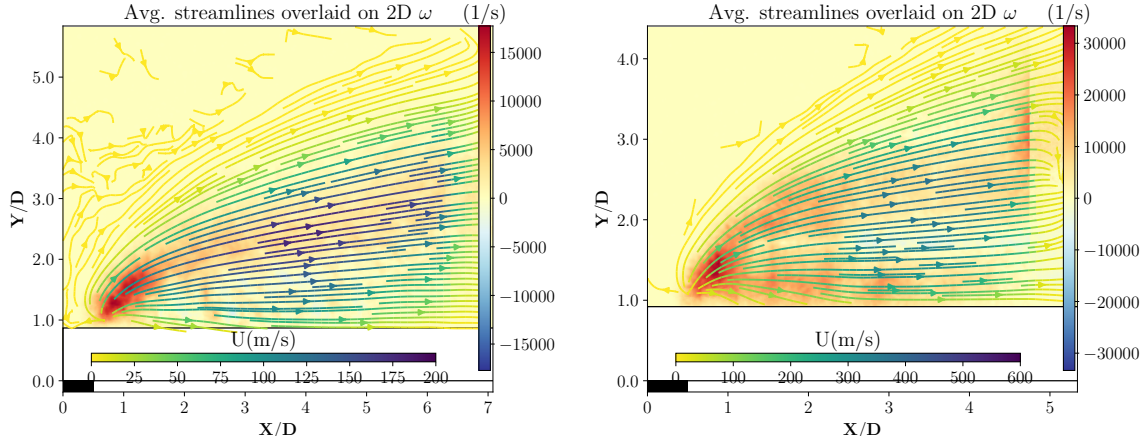 Avg. streamlines overlaid on 2D ω (1/s)
15000
10000
5000
0
−5000
−10000
−15000
Y/D
5.0
4.0
3.0
2.0
1.0
0.0
U(m/s)
0 25 50 75 100 125 150 175 200
0 1 2 3 4 5 6 7
X/D
Avg. streamlines overlaid on 2D ω (1/s)
30000
20000
10000
0
−10000
−20000
−30000
Y/D
4.0
3.0
2.0
1.0
0.0
U(m/s)
0 100 200 300 400 500 600
0 1 2 3 4 5
X/D